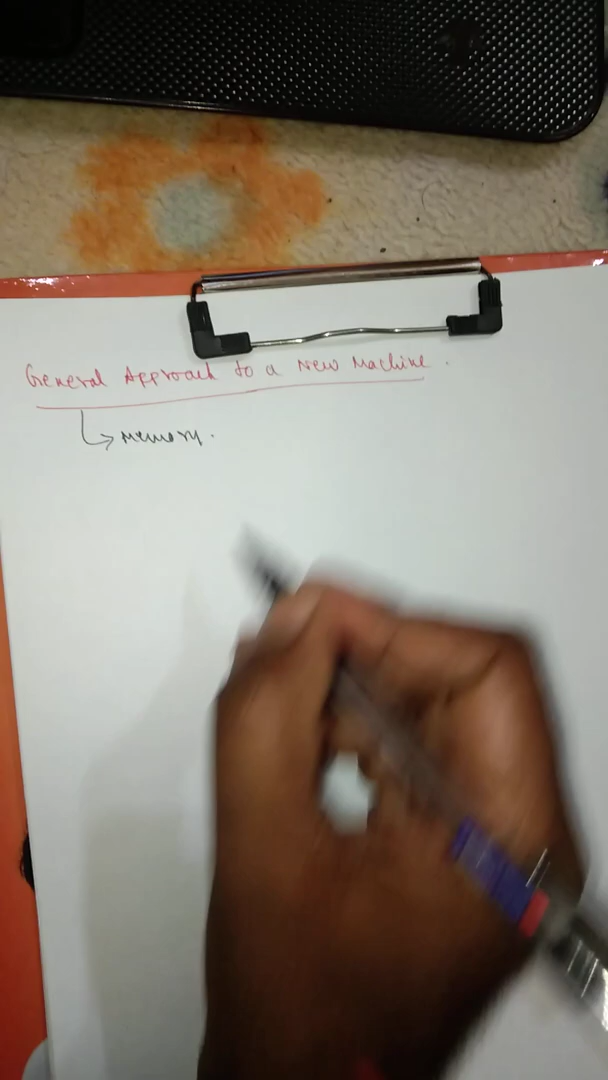 General Approach to a New Machine.
→ memory.